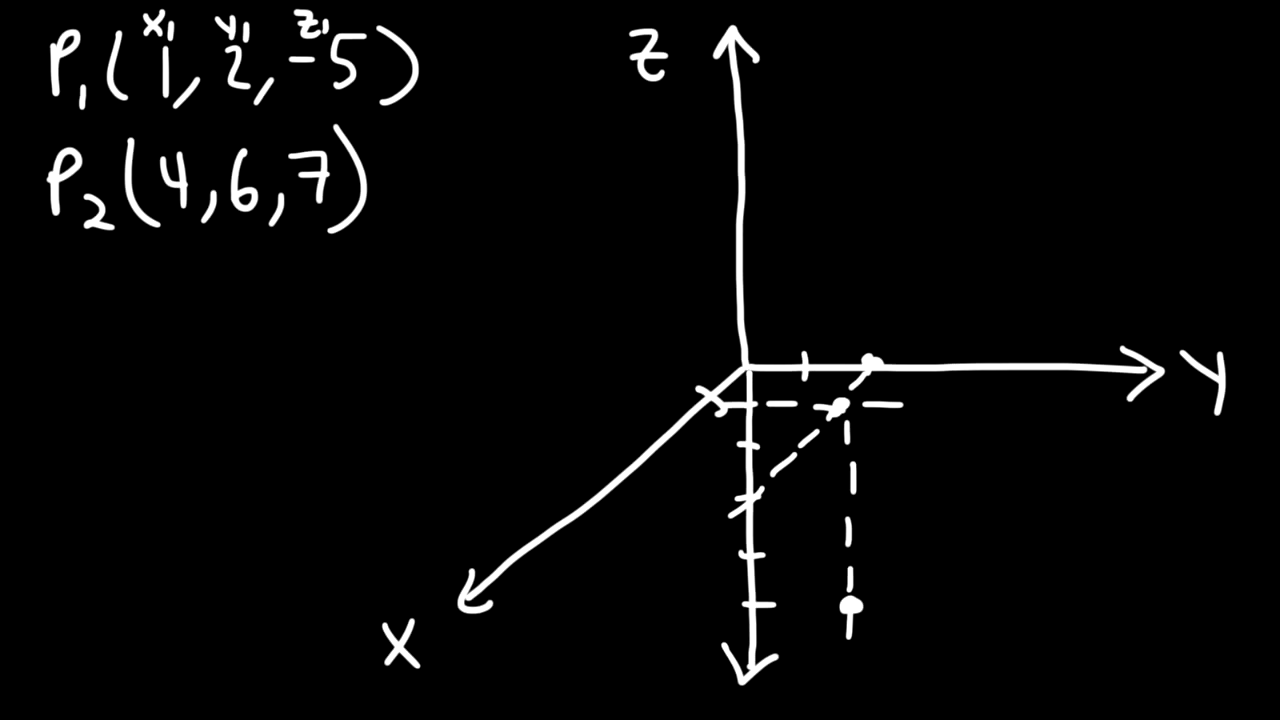 x₁ y₁ z₁
P₁(1, 2, -5)
P₂(4, 6, 7)
Z
Y
X